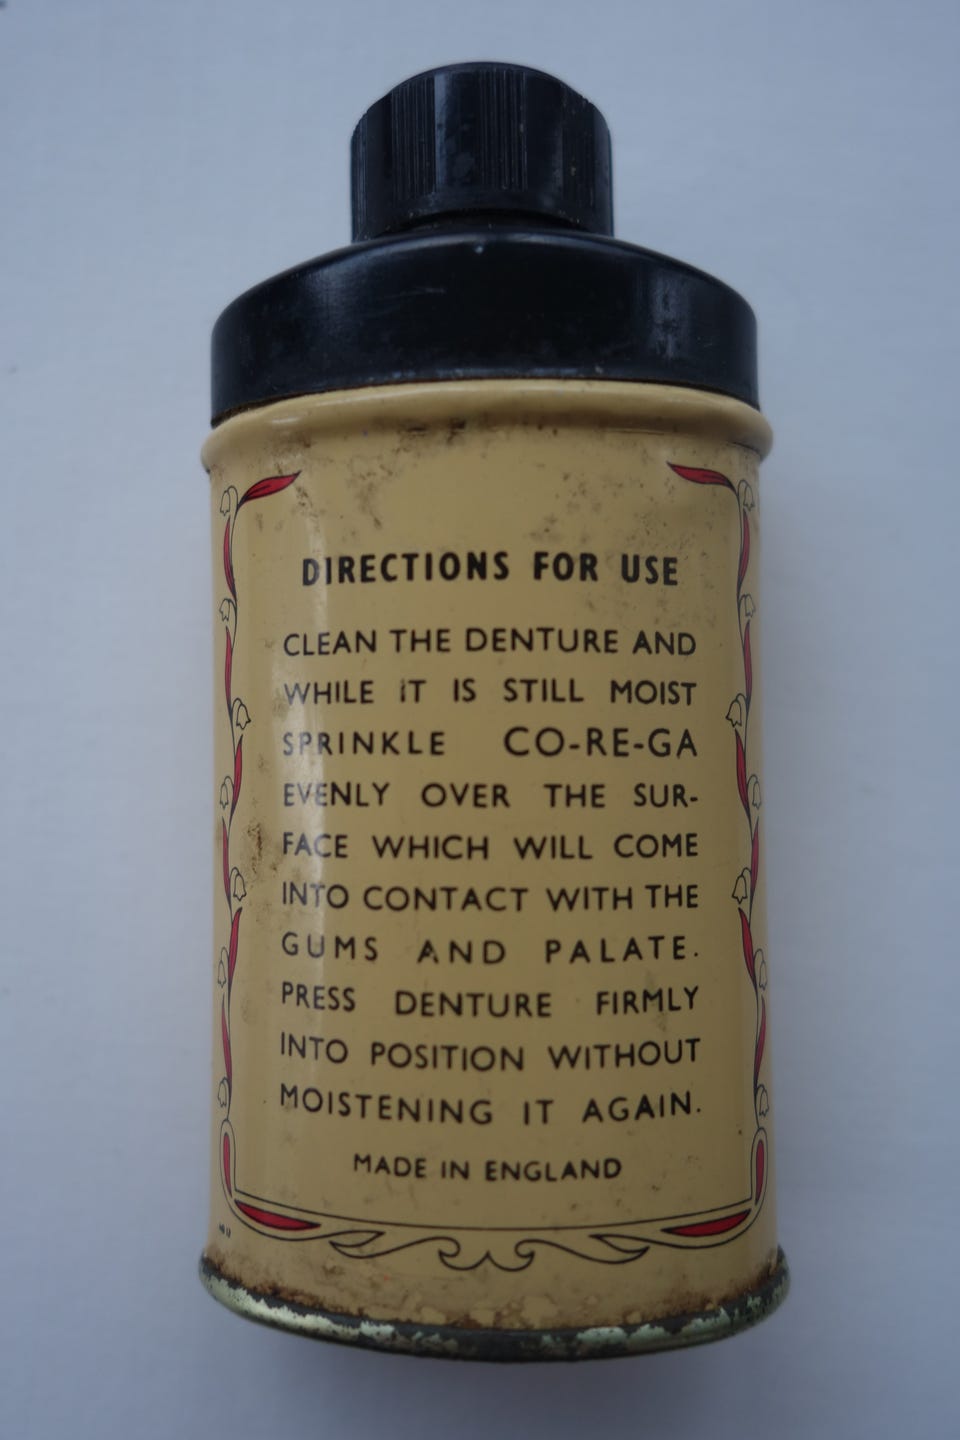 DIRECTIONS FOR USE
CLEAN THE DENTURE AND
WHILE IT IS STILL MOIST
SPRINKLE CO-RE-GA
EVENLY OVER THE SUR-
FACE WHICH WILL COME
INTO CONTACT WITH THE
GUMS AND PALATE.
PRESS DENTURE FIRMLY
INTO POSITION WITHOUT
MOISTENING IT AGAIN.
MADE IN ENGLAND